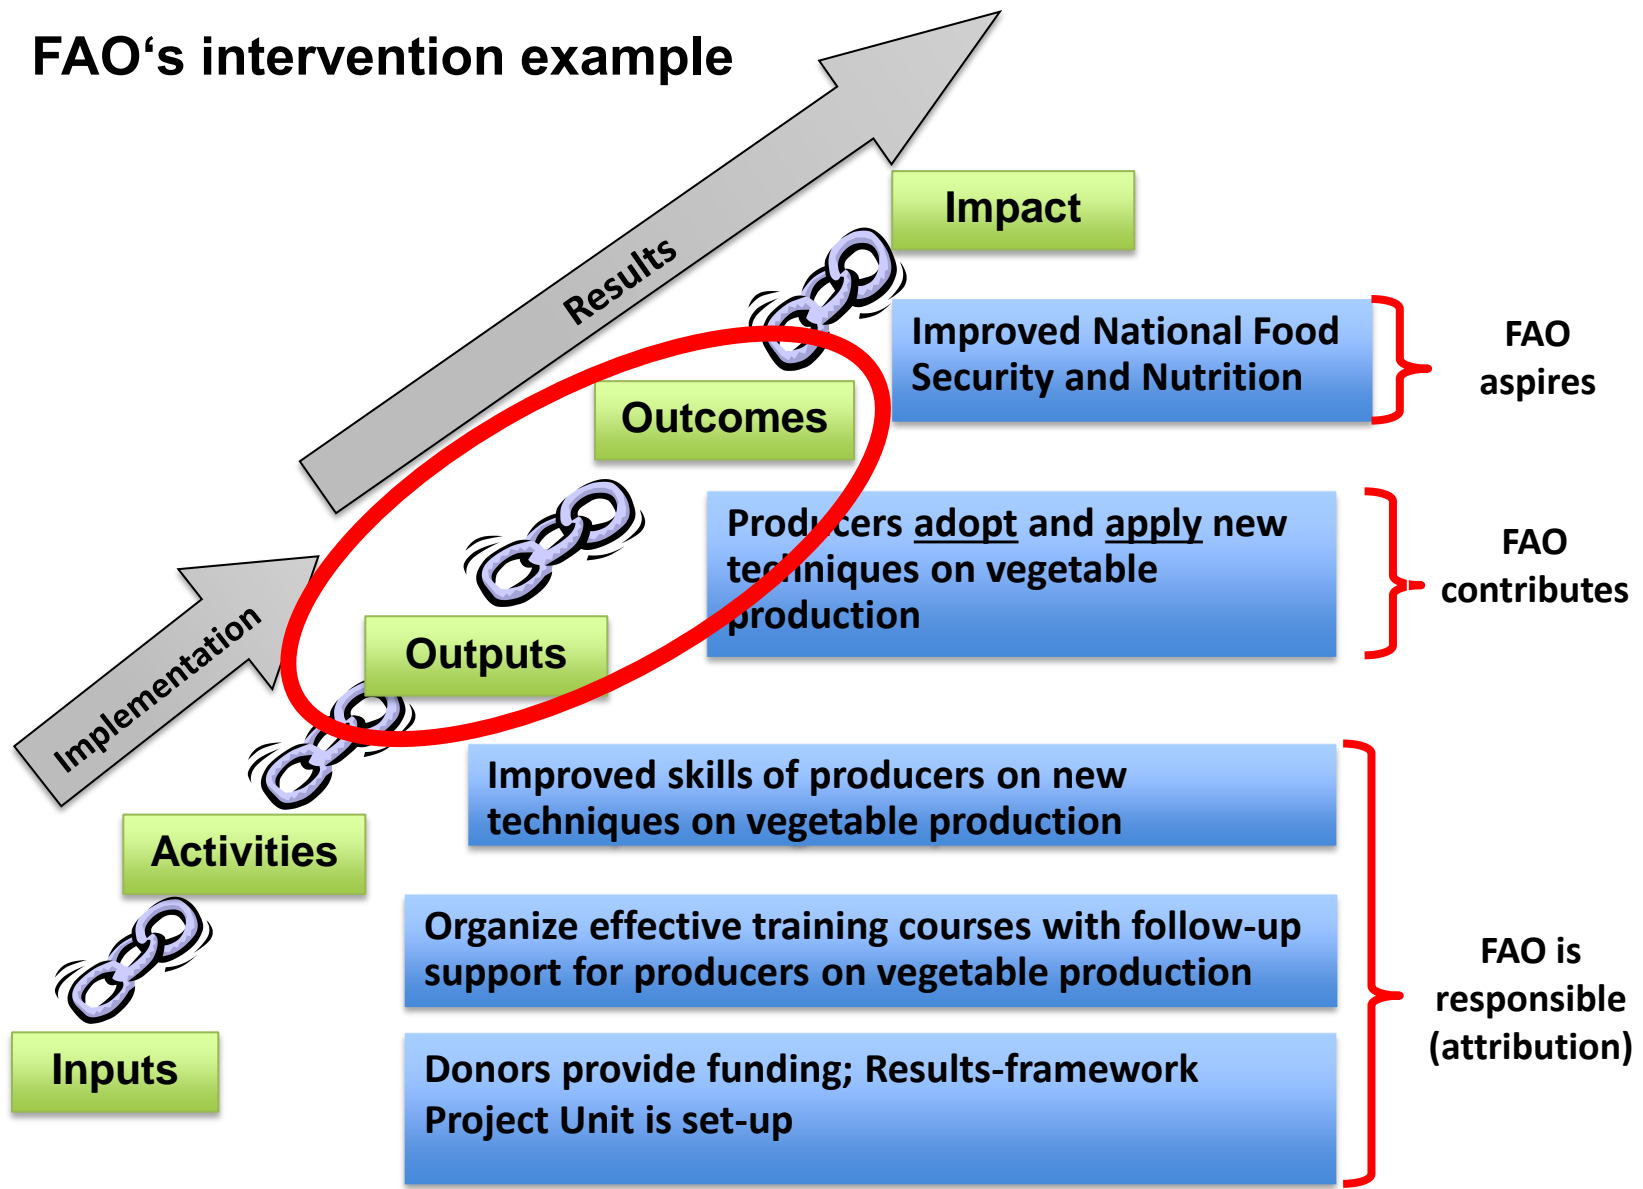 FAO‘s intervention example
Results
Implementation
Impact
Improved National Food
Security and Nutrition
FAO
aspires
Outcomes
Producers adopt and apply new
techniques on vegetable
production
FAO
contributes
Outputs
Improved skills of producers on new
techniques on vegetable production
Activities
Organize effective training courses with follow-up
support for producers on vegetable production
FAO is
responsible
(attribution)
Inputs
Donors provide funding; Results-framework
Project Unit is set-up